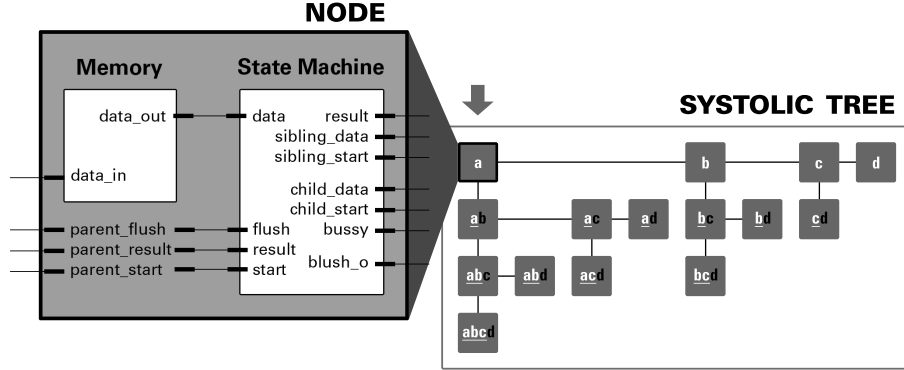 NODE
Memory
State Machine
SYSTOLIC TREE
data_out
data_in
data
result
sibling_data
sibling_start
child_data
child_start
parent_flush
flush
bussy
parent_result
result
blush_o
parent_start
start
a
b
c
d
ab
ac
ad
bc
bd
cd
abc
abd
acd
bcd
abcd